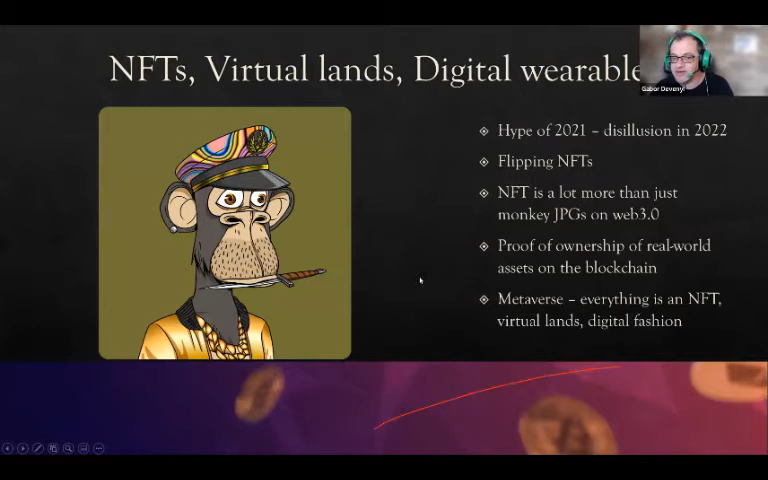 NFTs, Virtual lands, Digital wearable
Gabor Devenyi
Hype of 2021 – disillusion in 2022
Flipping NFTs
NFT is a lot more than just
monkey JPGs on web3.0
Proof of ownership of real-world
assets on the blockchain
Metaverse – everything is an NFT,
virtual lands, digital fashion